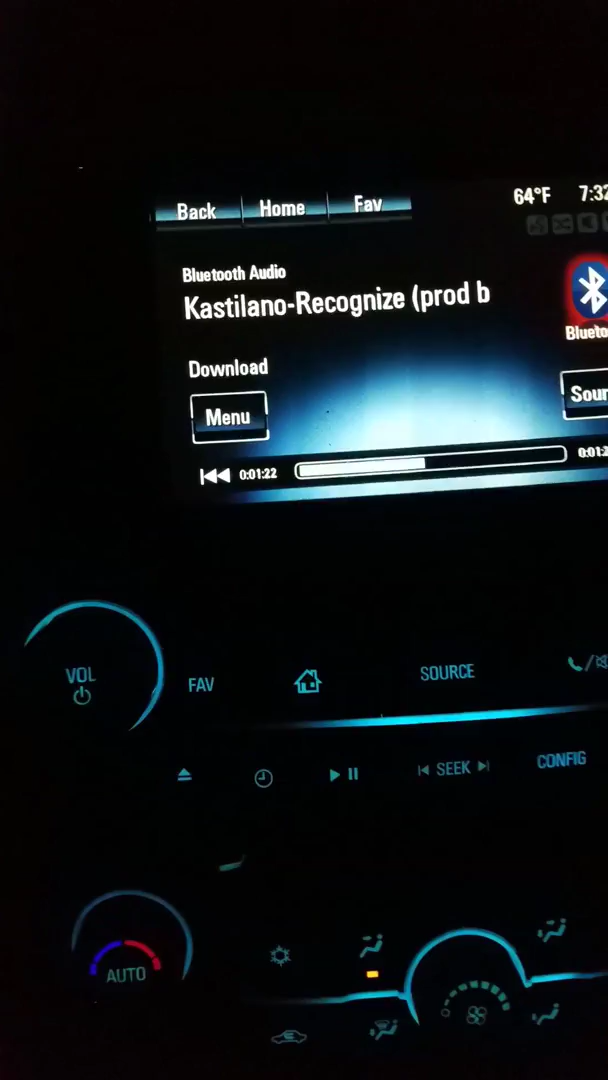 Back Home Fav 64°F 7:32
Bluetooth Audio
Kastilano-Recognize (prod b
Download
Menu
0:01:22
VOL
FAV
SOURCE
SEEK
CONFIG
AUTO